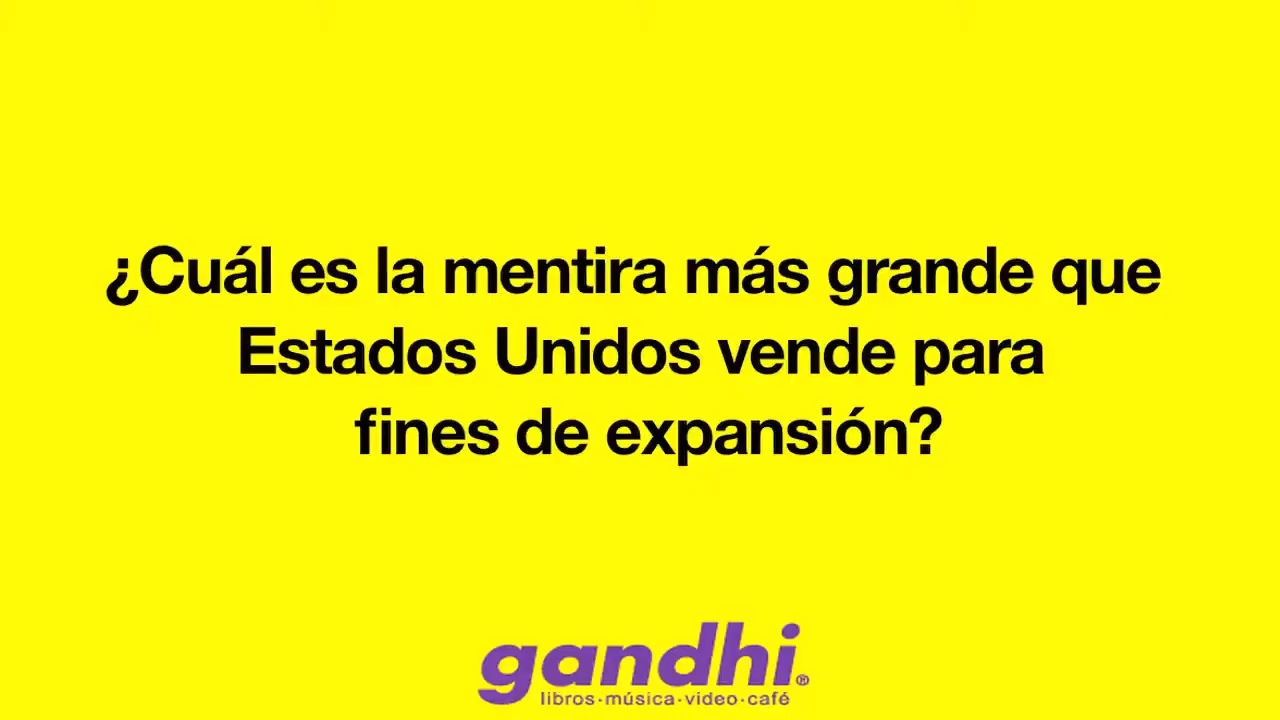 ¿Cuál es la mentira más grande que
Estados Unidos vende para
fines de expansión?
gandhi®
libros·música·video·café